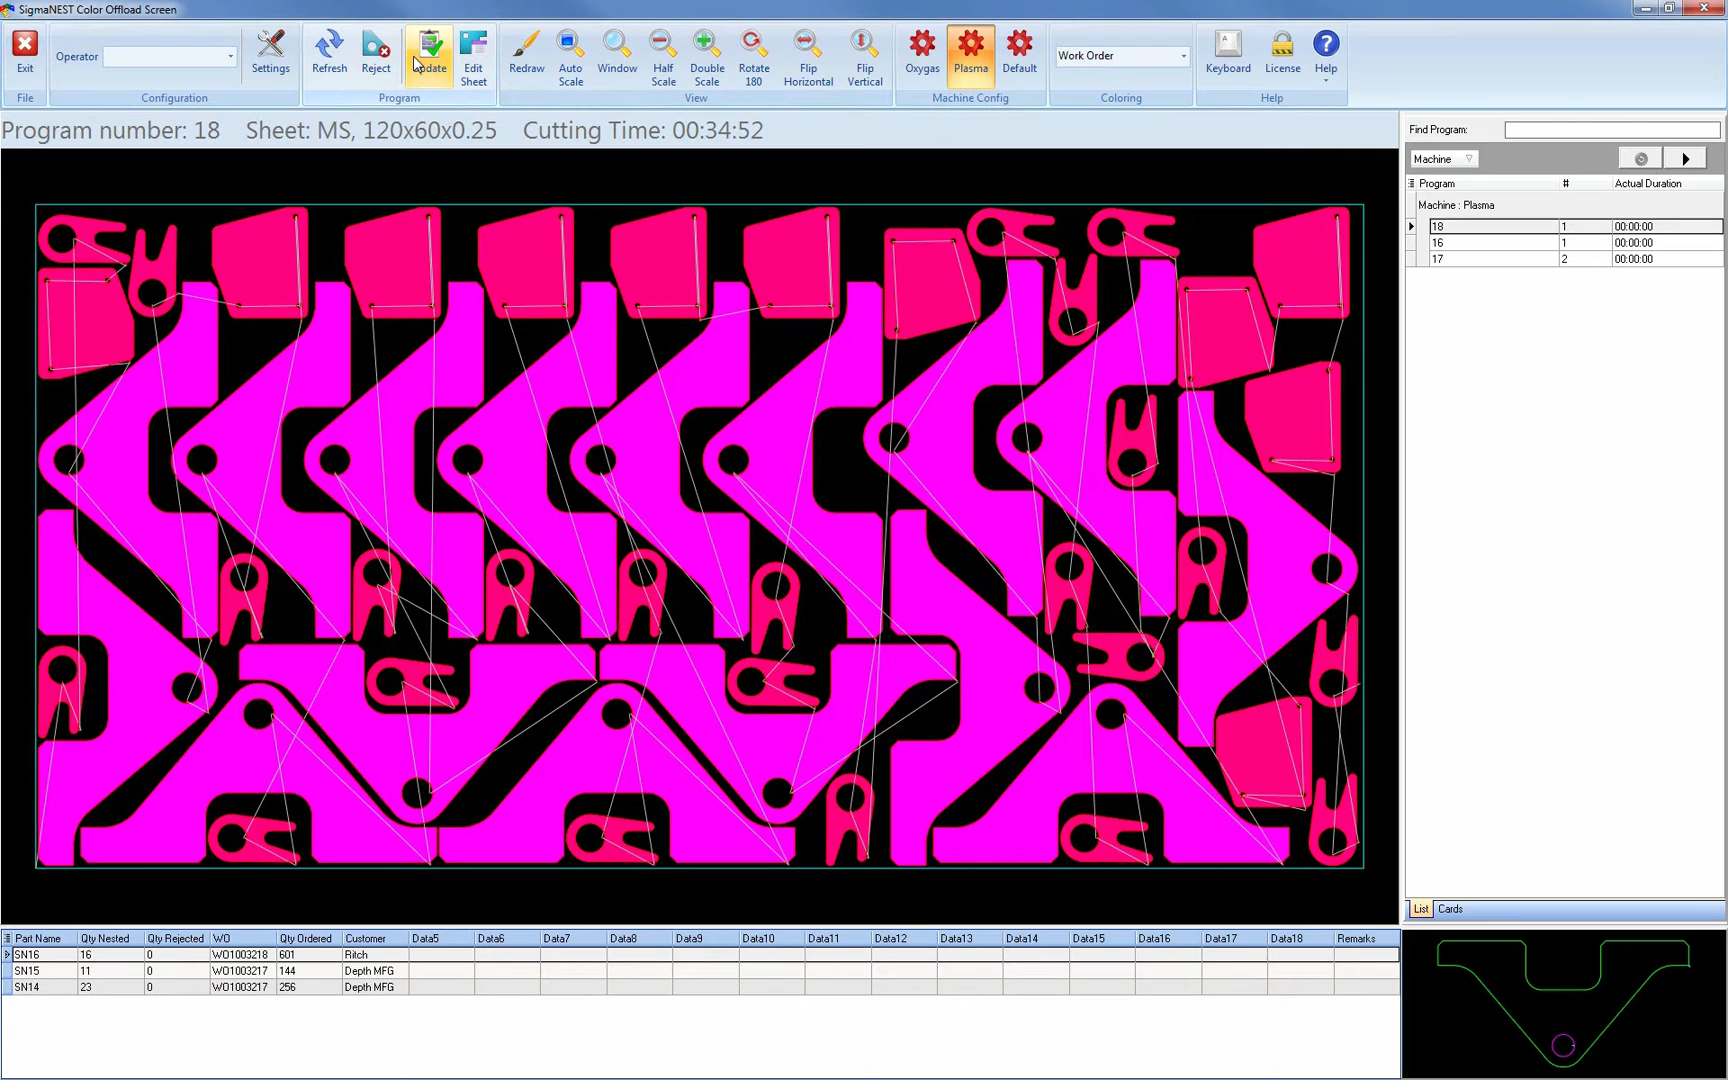 SigmaNEST Color Offload Screen
Exit
Operator
Settings
Refresh
Reject
Update
Edit Sheet
Redraw
Auto Scale
Window
Half Scale
Double Scale
Rotate 180
Flip Horizontal
Flip Vertical
Oxygas
Plasma
Default
Work Order
Keyboard
License
Help
File
Configuration
Program
View
Machine Config
Coloring
Help
Program number: 18 Sheet: MS, 120x60x0.25 Cutting Time: 00:34:52
Find Program:
Machine
Program # Actual Duration
Machine : Plasma
18 1 00:00:00
16 1 00:00:00
17 2 00:00:00
List Cards
Part Name Qty Nested Qty Rejected WO Qty Ordered Customer Data5 Data6 Data7 Data8 Data9 Data10 Data11 Data12 Data13 Data14 Data15 Data16 Data17 Data18 Remarks
SN16 16 0 WO1003218 601 Ritch
SN15 11 0 WO1003217 144 Depth MFG
SN14 23 0 WO1003217 256 Depth MFG